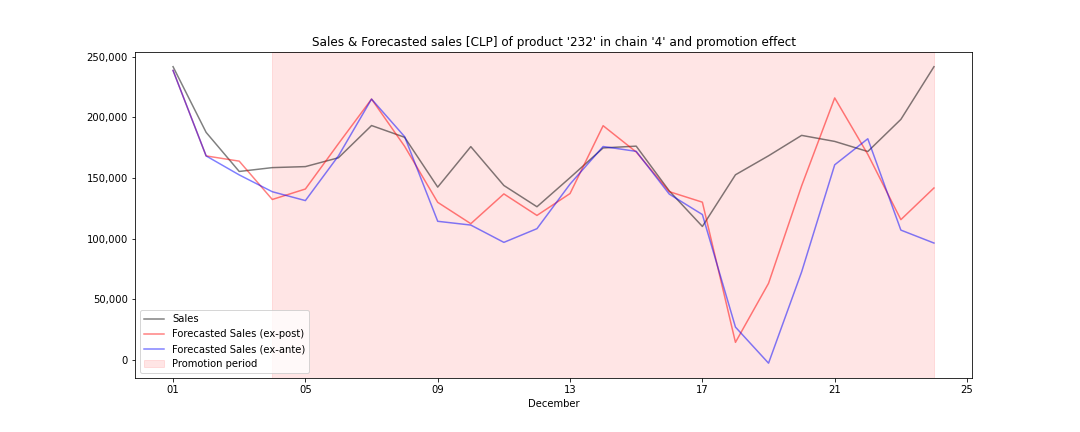 Sales & Forecasted sales [CLP] of product '232' in chain '4' and promotion effect
250,000
200,000
150,000
100,000
50,000
0
Sales
Forecasted Sales (ex-post)
Forecasted Sales (ex-ante)
Promotion period
01 05 09 13 17 21 25
December